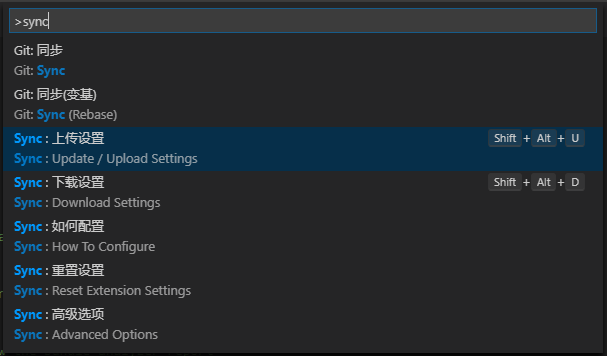 >sync
Git: 同步
Git: Sync
Git: 同步(变基)
Git: Sync (Rebase)
Sync : 上传设置 Shift + Alt + U
Sync : Update / Upload Settings
Sync : 下载设置 Shift + Alt + D
Sync : Download Settings
Sync : 如何配置
Sync : How To Configure
Sync : 重置设置
Sync : Reset Extension Settings
Sync : 高级选项
Sync : Advanced Options